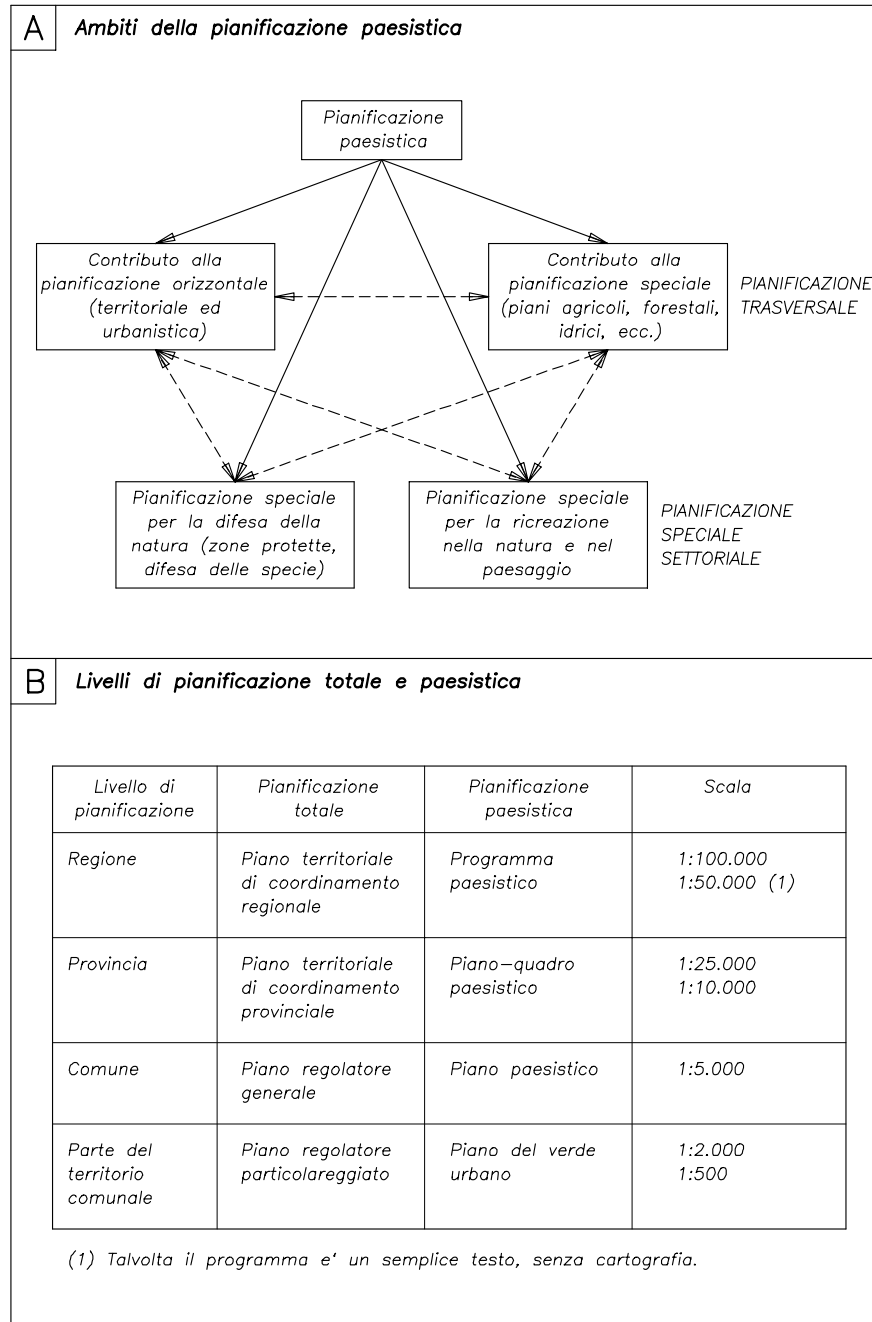 A
Ambiti della pianificazione paesistica
Pianificazione
paesistica
Contributo alla
pianificazione orizzontale
(territoriale ed
urbanistica)
Contributo alla
pianificazione speciale
(piani agricoli, forestali,
idrici, ecc.)
PIANIFICAZIONE
TRASVERSALE
Pianificazione speciale
per la difesa della
natura (zone protette,
difesa delle specie)
Pianificazione speciale
per la ricreazione
nella natura e nel
paesaggio
PIANIFICAZIONE
SPECIALE
SETTORIALE
B
Livelli di pianificazione totale e paesistica
Livello di
pianificazione
Pianificazione
totale
Pianificazione
paesistica
Scala
Regione
Piano territoriale
di coordinamento
regionale
Programma
paesistico
1:100.000
1:50.000 (1)
Provincia
Piano territoriale
di coordinamento
provinciale
Piano-quadro
paesistico
1:25.000
1:10.000
Comune
Piano regolatore
generale
Piano paesistico
1:5.000
Parte del
territorio
comunale
Piano regolatore
particolareggiato
Piano del verde
urbano
1:2.000
1:500
(1) Talvolta il programma e' un semplice testo, senza cartografia.